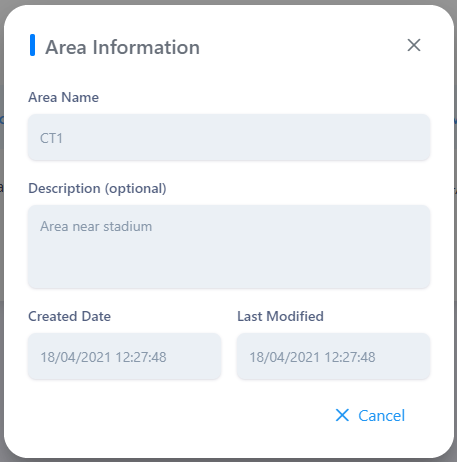 Area Information
Area Name
CT1
Description (optional)
Area near stadium
Created Date
Last Modified
18/04/2021 12:27:48
18/04/2021 12:27:48
Cancel